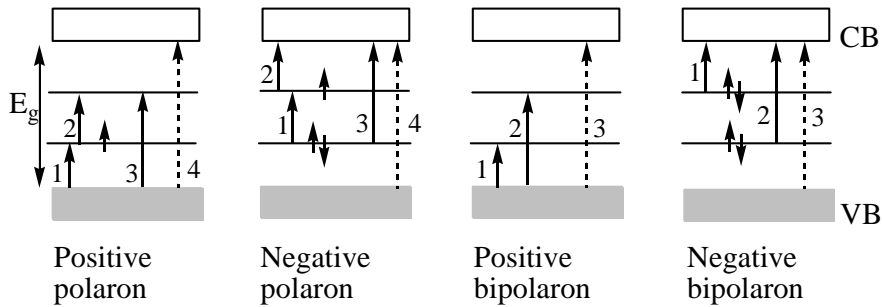 CB
E_g
1
2
3
4
2
1
3
4
1
2
3
1
2
3
VB
Positive
polaron
Negative
polaron
Positive
bipolaron
Negative
bipolaron